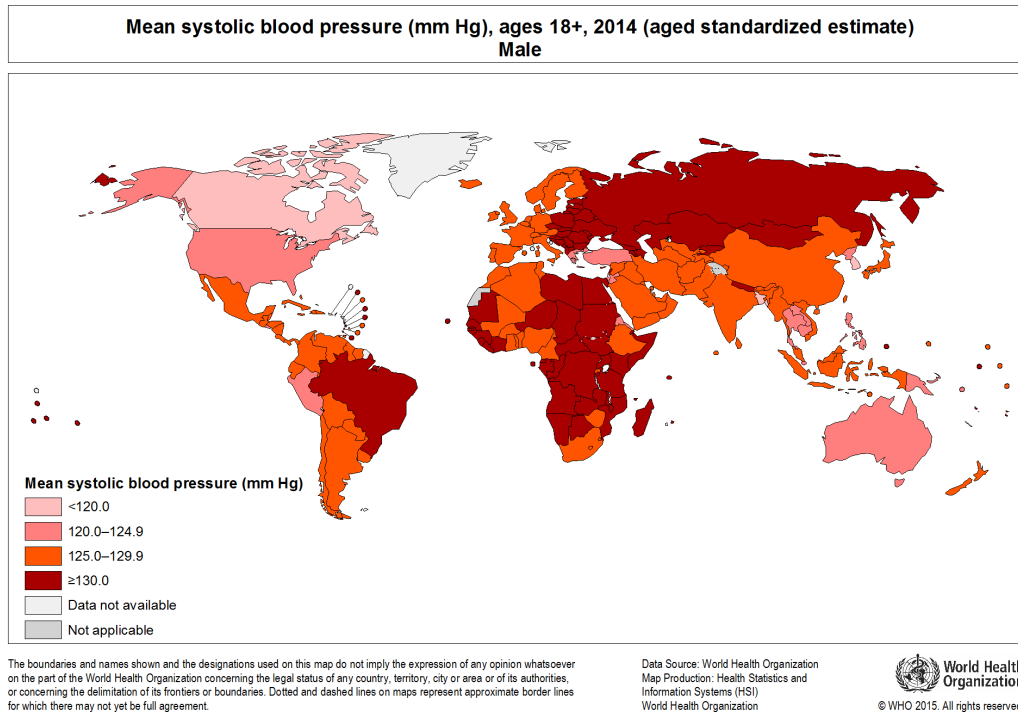 Mean systolic blood pressure (mm Hg), ages 18+, 2014 (aged standardized estimate)
Male
Mean systolic blood pressure (mm Hg)
<120.0
120.0–124.9
125.0–129.9
≥130.0
Data not available
Not applicable
The boundaries and names shown and the designations used on this map do not imply the expression of any opinion whatsoever
on the part of the World Health Organization concerning the legal status of any country, territory, city or area or of its authorities,
or concerning the delimitation of its frontiers or boundaries. Dotted and dashed lines on maps represent approximate border lines
for which there may not yet be full agreement.
Data Source: World Health Organization
Map Production: Health Statistics and
Information Systems (HSI)
World Health Organization
World Health
Organization
© WHO 2015. All rights reserve